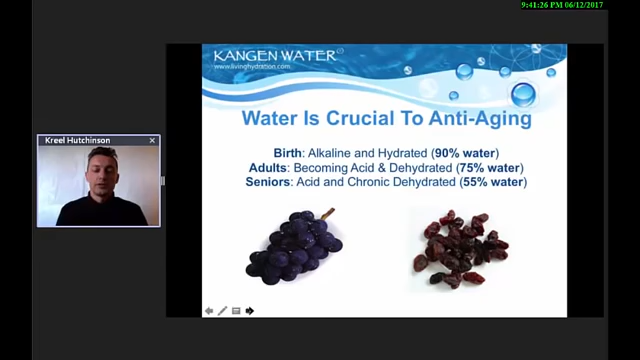 9:41:26 PM 06/12/2017
KANGEN WATER®
www.livinghydration.com
Water Is Crucial To Anti-Aging
Kreel Hutchinson
Birth: Alkaline and Hydrated (90% water)
Adults: Becoming Acid & Dehydrated (75% water)
Seniors: Acid and Chronic Dehydrated (55% water)